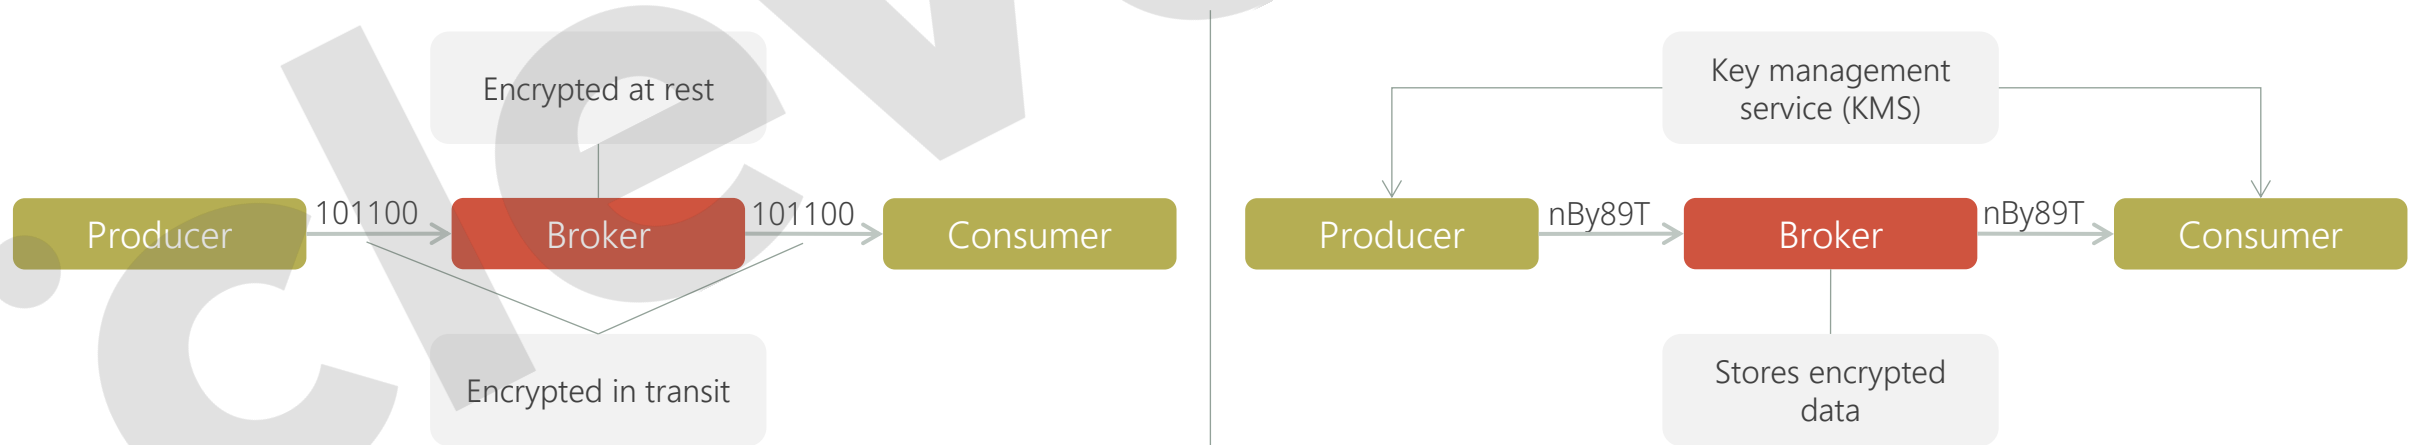 Encrypted at rest
Producer
101100
Broker
101100
Consumer
Encrypted in transit
Key management
service (KMS)
Producer
nBy89T
Broker
nBy89T
Consumer
Stores encrypted
data